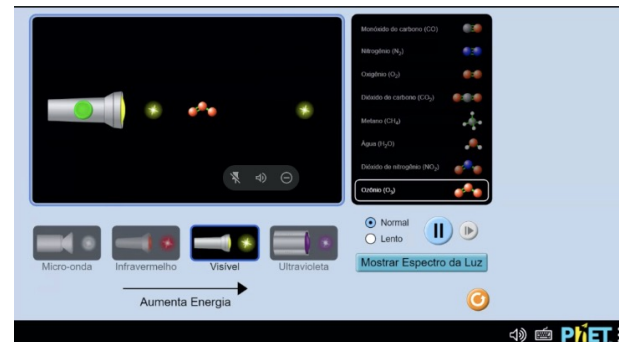 Monóxido de carbono (CO)
Nitrogênio (N₂)
Oxigênio (O₂)
Dióxido de carbono (CO₂)
Metano (CH₄)
Água (H₂O)
Dióxido de nitrogênio (NO₂)
Ozônio (O₃)
Normal
Lento
Micro-onda
Infravermelho
Visível
Ultravioleta
Mostrar Espectro da Luz
Aumenta Energia
PhET